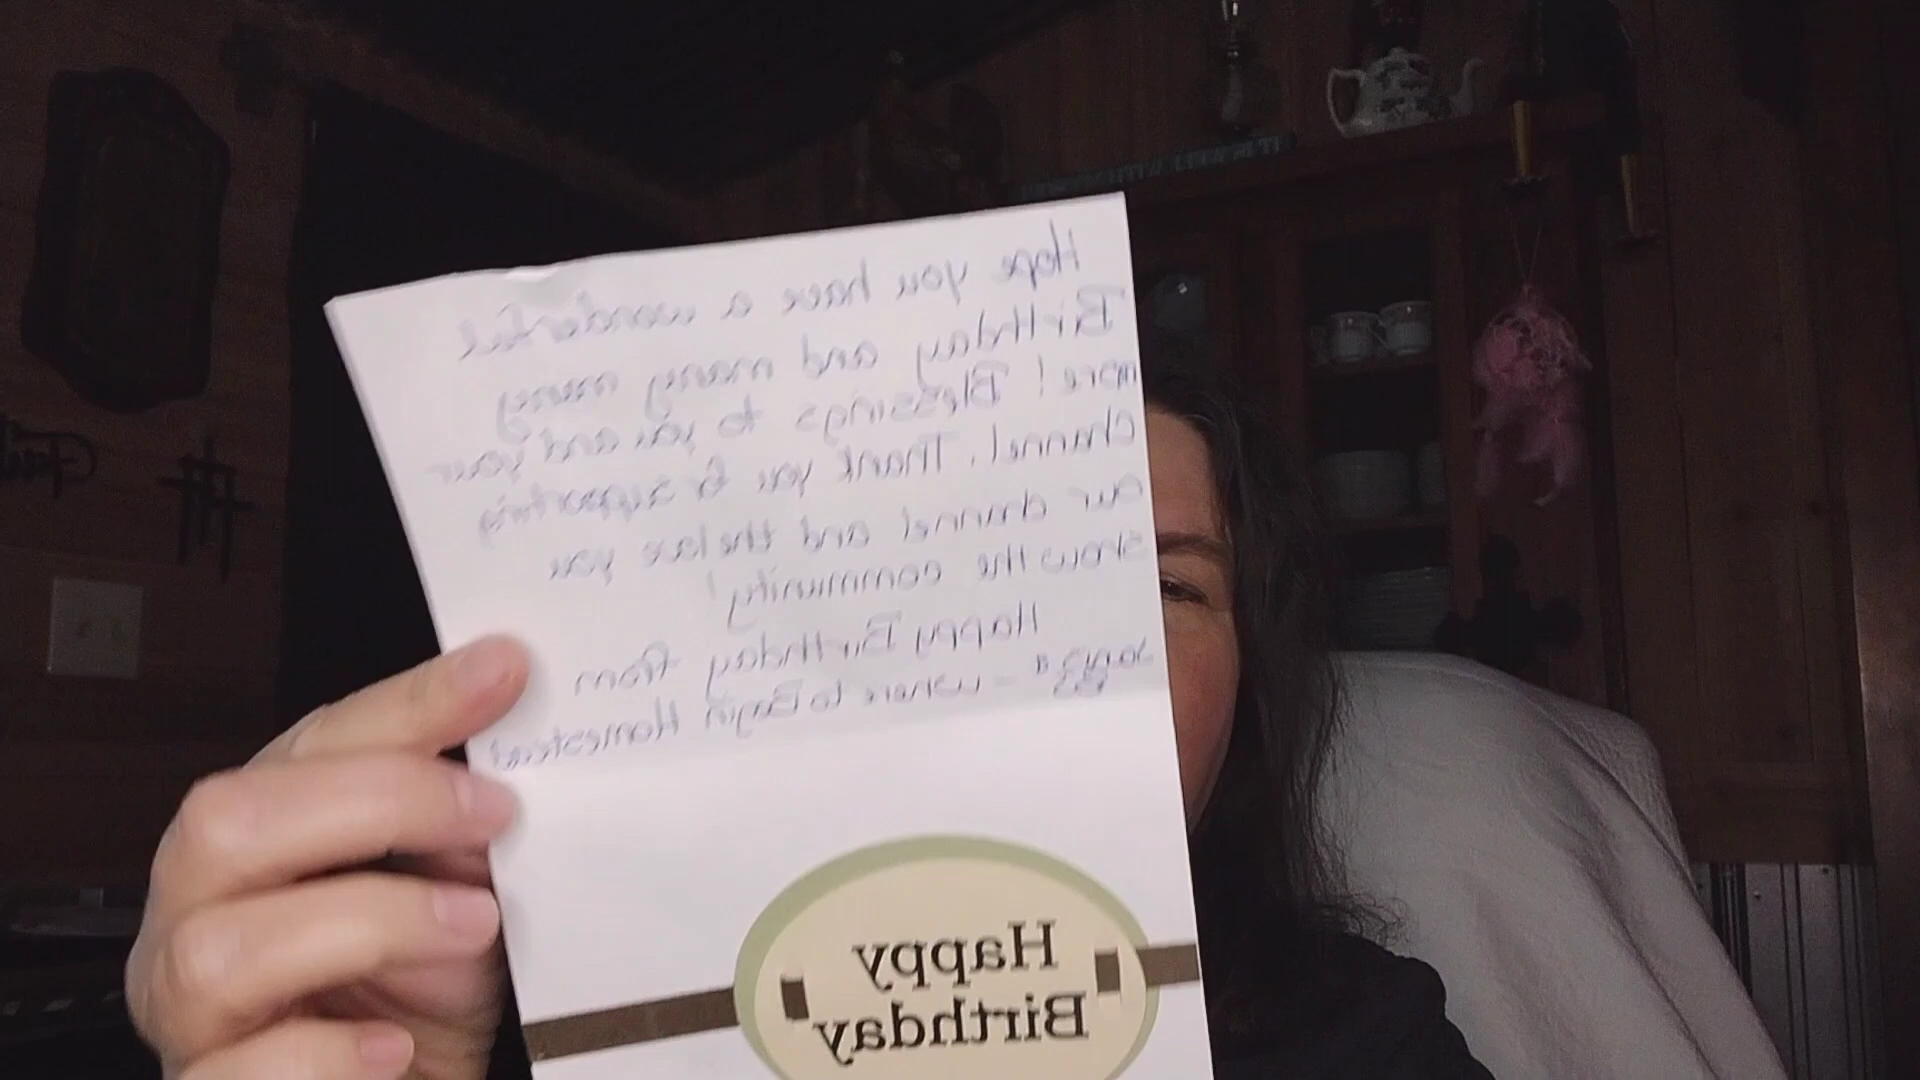 Hope you have a wonderful
Birthday and many many
more! Blessings to you and your
channel. Thank you for supporting
our channel and the love you
show the community!
Happy Birthday from
- Where to Begin Homestead
Happy
Birthday